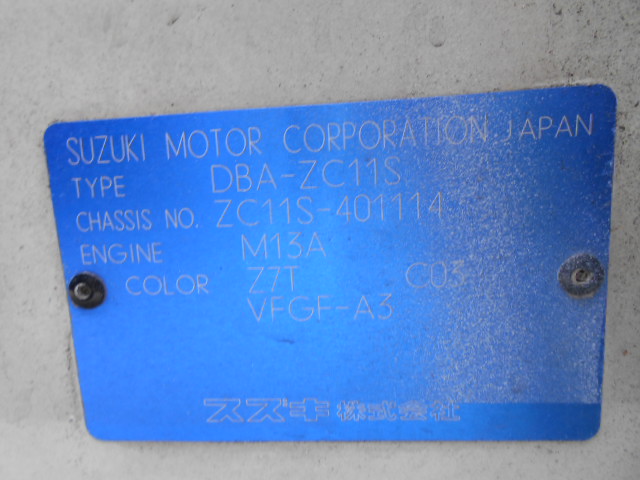 SUZUKI MOTOR CORPORATION JAPAN
TYPE DBA-ZC11S
CHASSIS NO. ZC11S-401114
ENGINE M13A
COLOR Z7T C03
VFGF-A3
スズキ株式会社